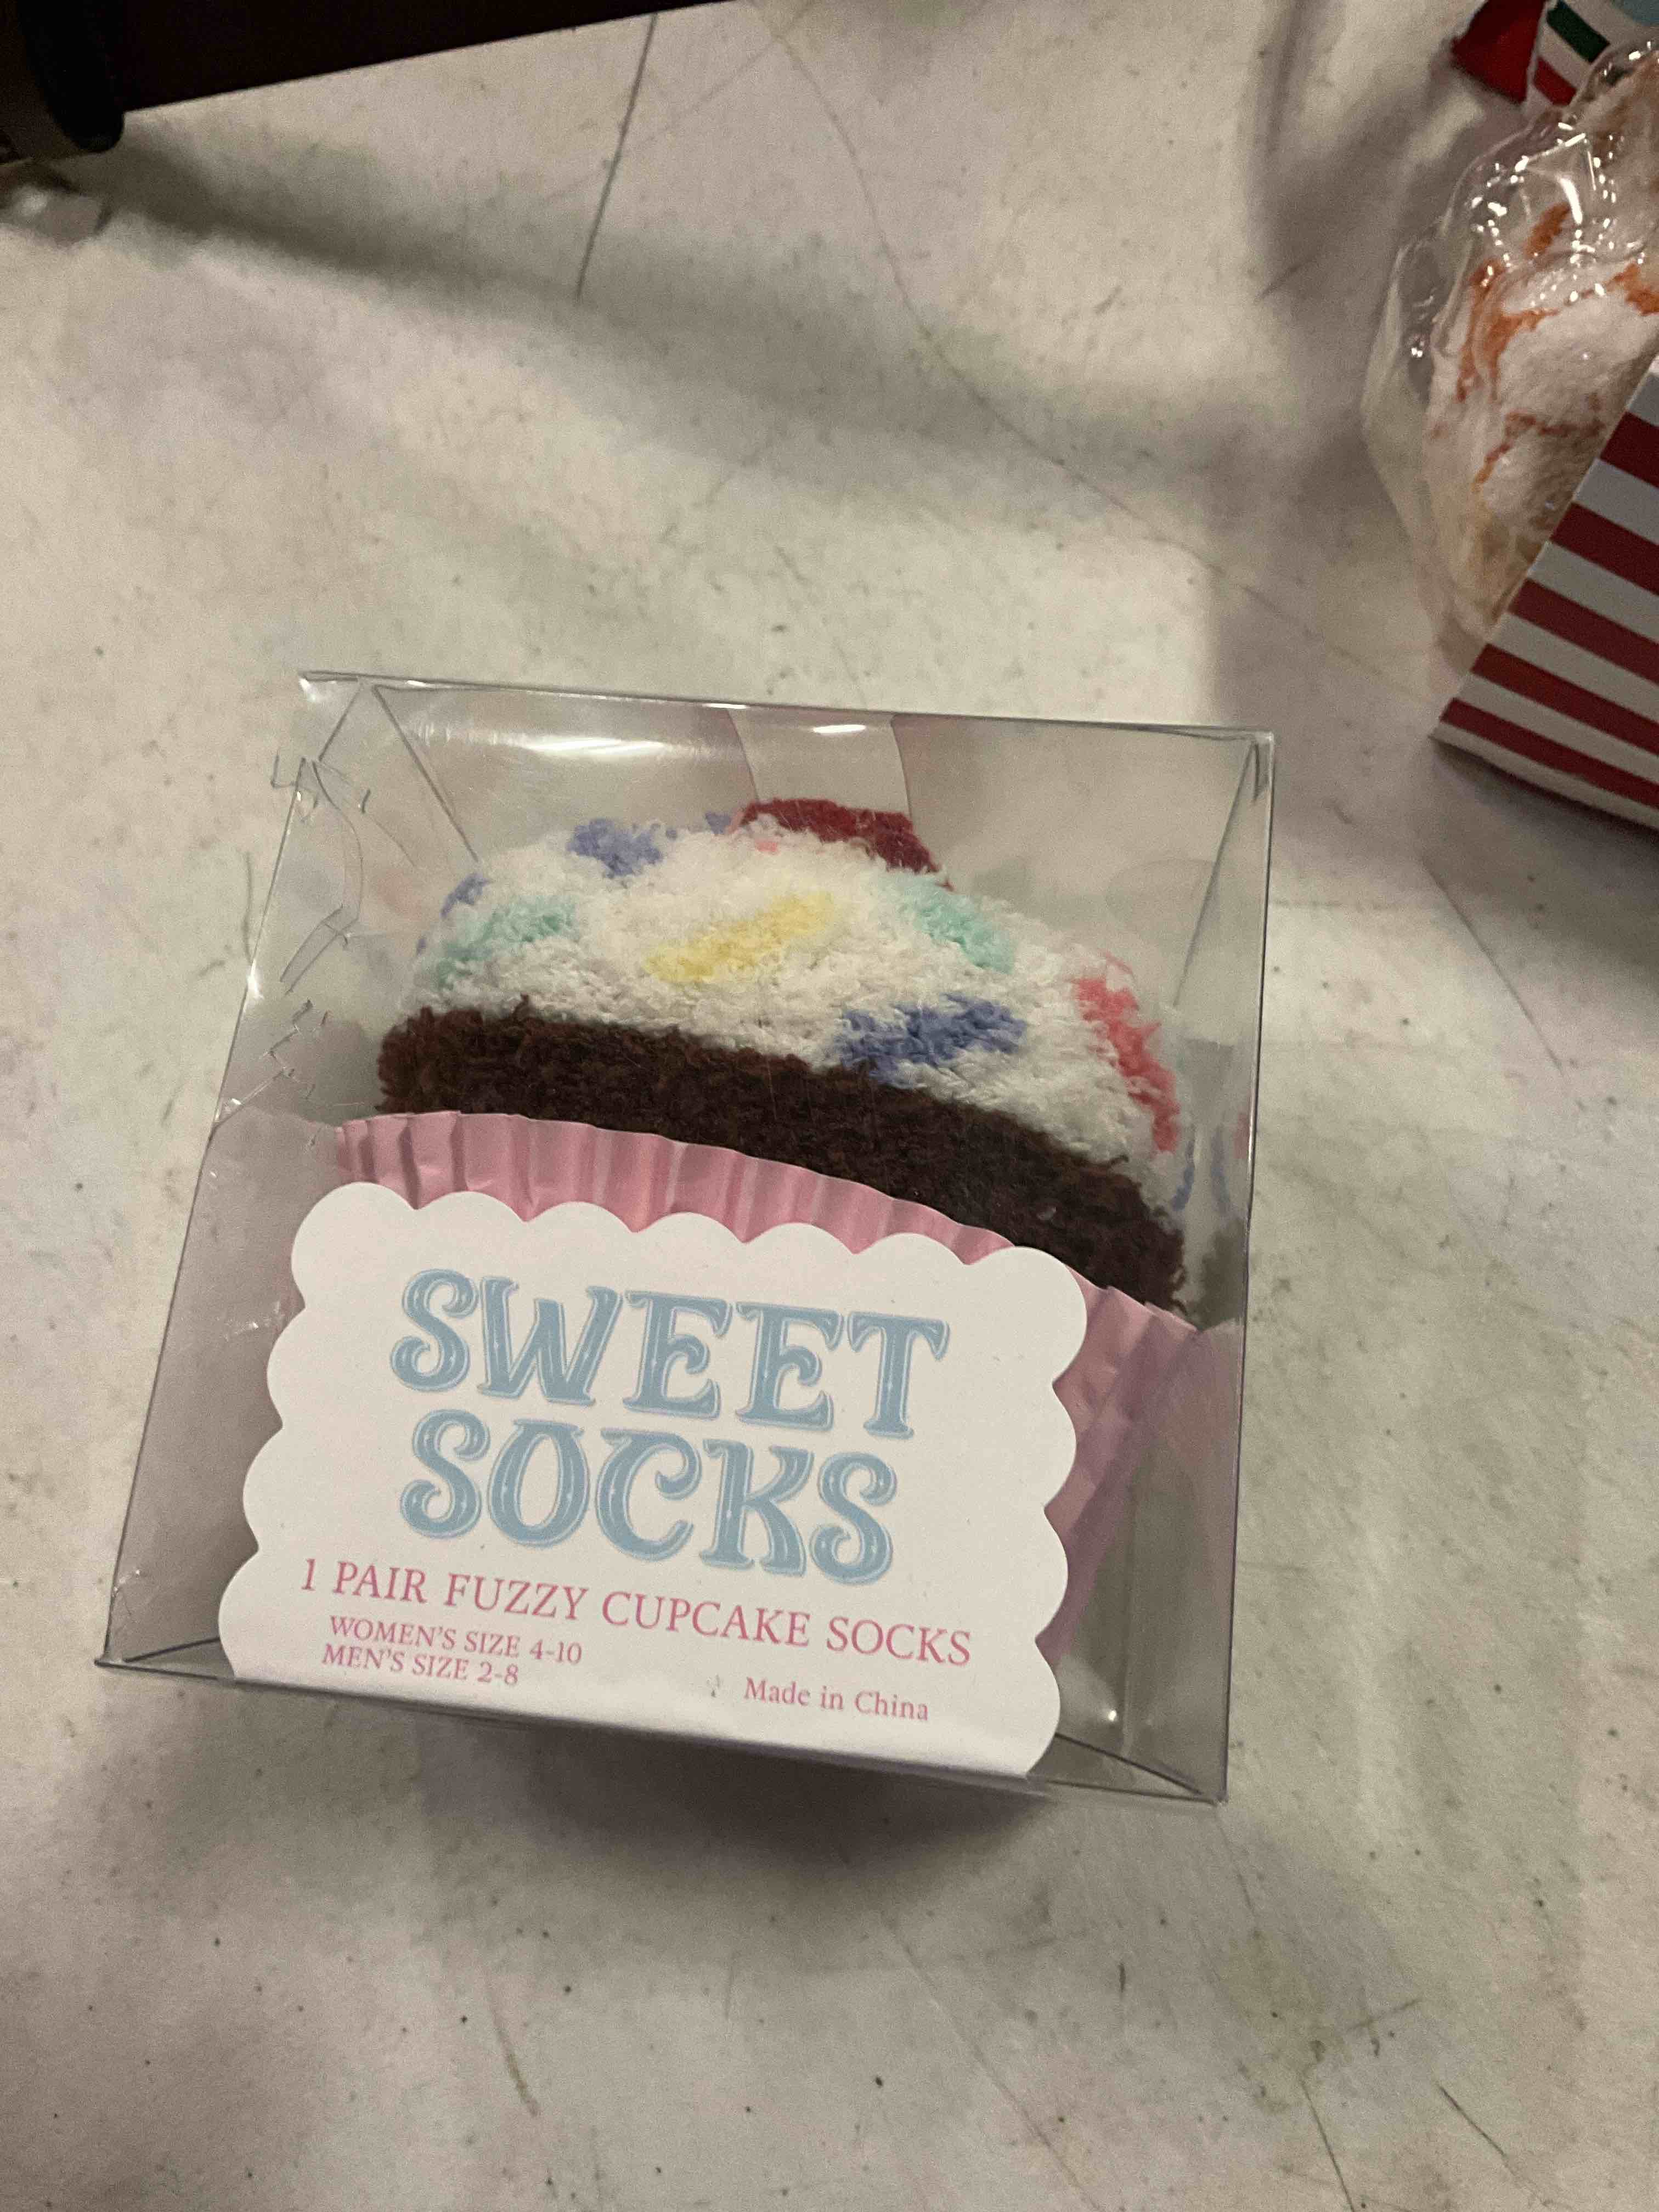 SWEET
SOCKS
1 PAIR FUZZY CUPCAKE SOCKS
WOMEN'S SIZE 4-10
MEN'S SIZE 2-8
Made in China